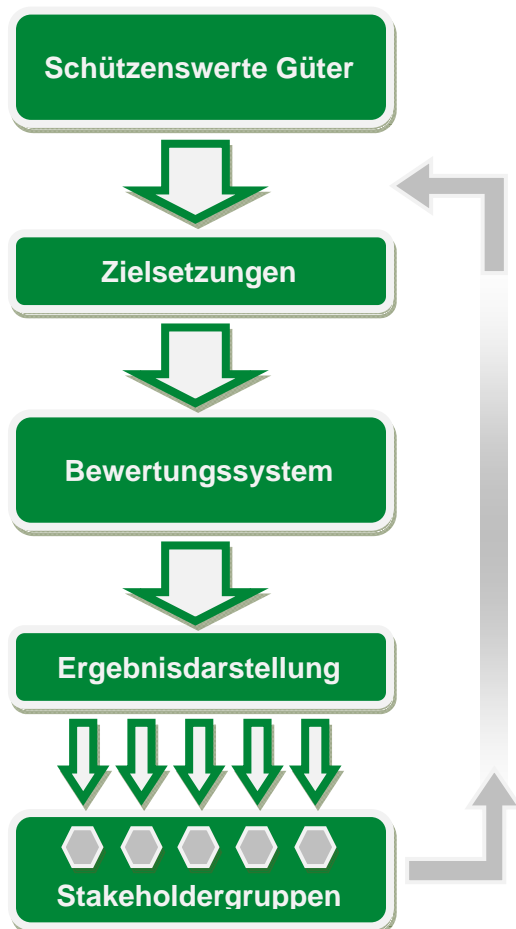 Schützenswerte Güter
Zielsetzungen
Bewertungssystem
Ergebnisdarstellung
Stakeholdergruppen